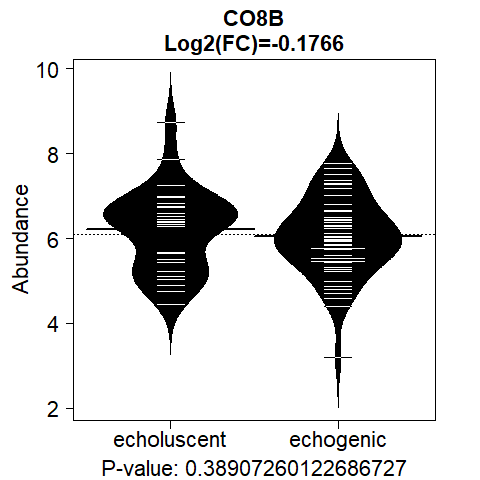 CO8B
Log2(FC)=-0.1766
10
8
6
4
2
Abundance
echoluscent echogenic
P-value: 0.38907260122686727